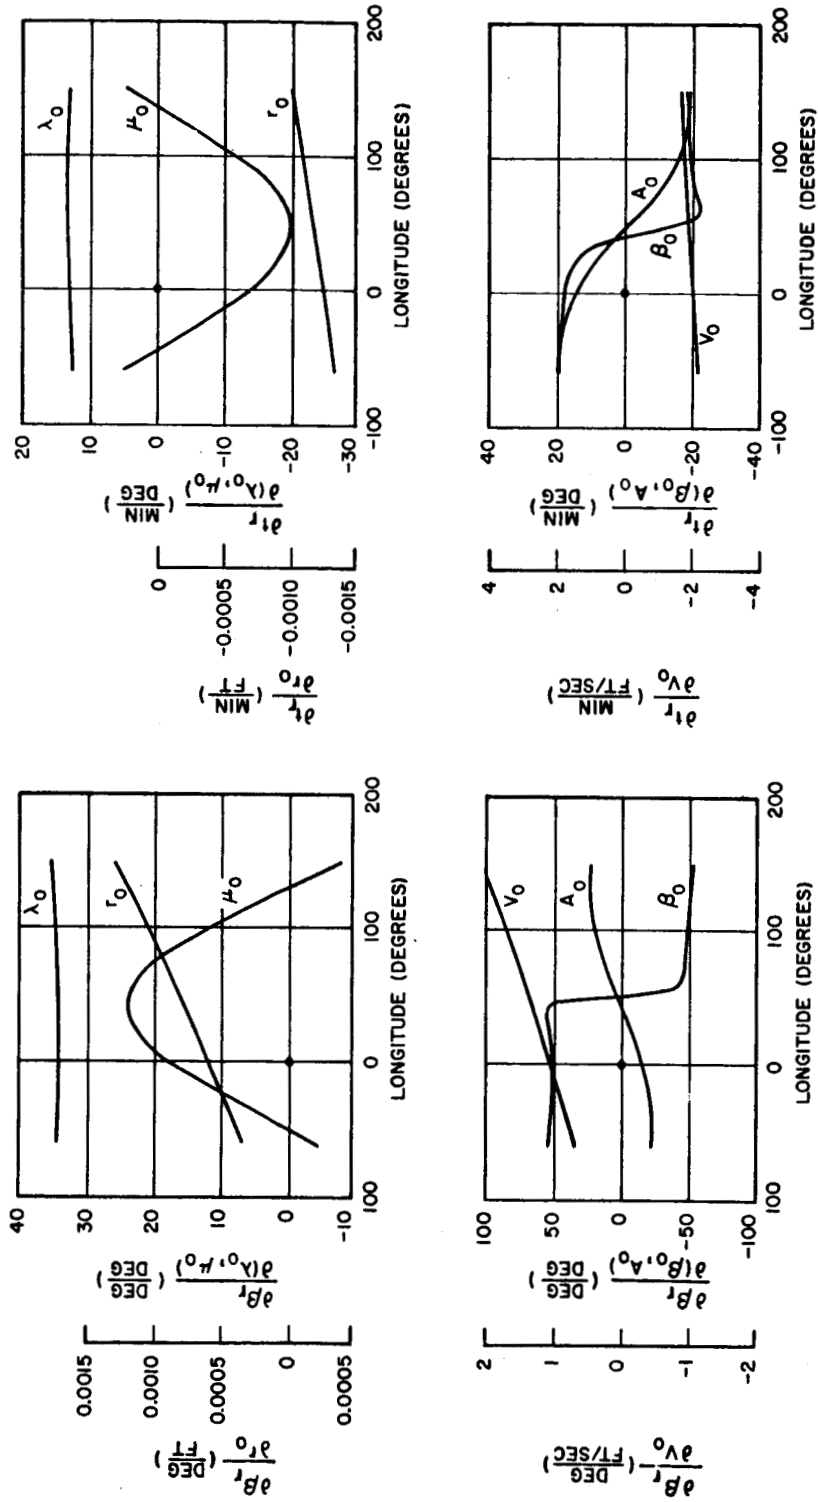 ∂βr/∂r₀ (DEG/FT)
0.0015
0.0010
0.0005
0
0.0005
∂βr/∂(λ₀, μ₀) (DEG/DEG)
40
30
20
10
0
-10
λ₀
r₀
μ₀
100
0
100
200
LONGITUDE (DEGREES)
∂tr/∂r₀ (MIN/FT)
0
-0.0005
-0.0010
-0.0015
∂tr/∂(λ₀, μ₀) (MIN/DEG)
20
10
0
-10
-20
-30
λ₀
μ₀
r₀
-100
0
100
200
LONGITUDE (DEGREES)
∂βr/∂V₀ (DEG/FT/SEC)
2
1
0
-1
-2
∂βr/∂(β₀, A₀) (DEG/DEG)
100
50
0
-50
-100
V₀
A₀
β₀
100
0
100
200
LONGITUDE (DEGREES)
∂tr/∂V₀ (MIN/FT/SEC)
4
2
0
-2
-4
∂tr/∂(β₀, A₀) (MIN/DEG)
40
20
0
-20
-40
A₀
β₀
V₀
-100
0
100
200
LONGITUDE (DEGREES)